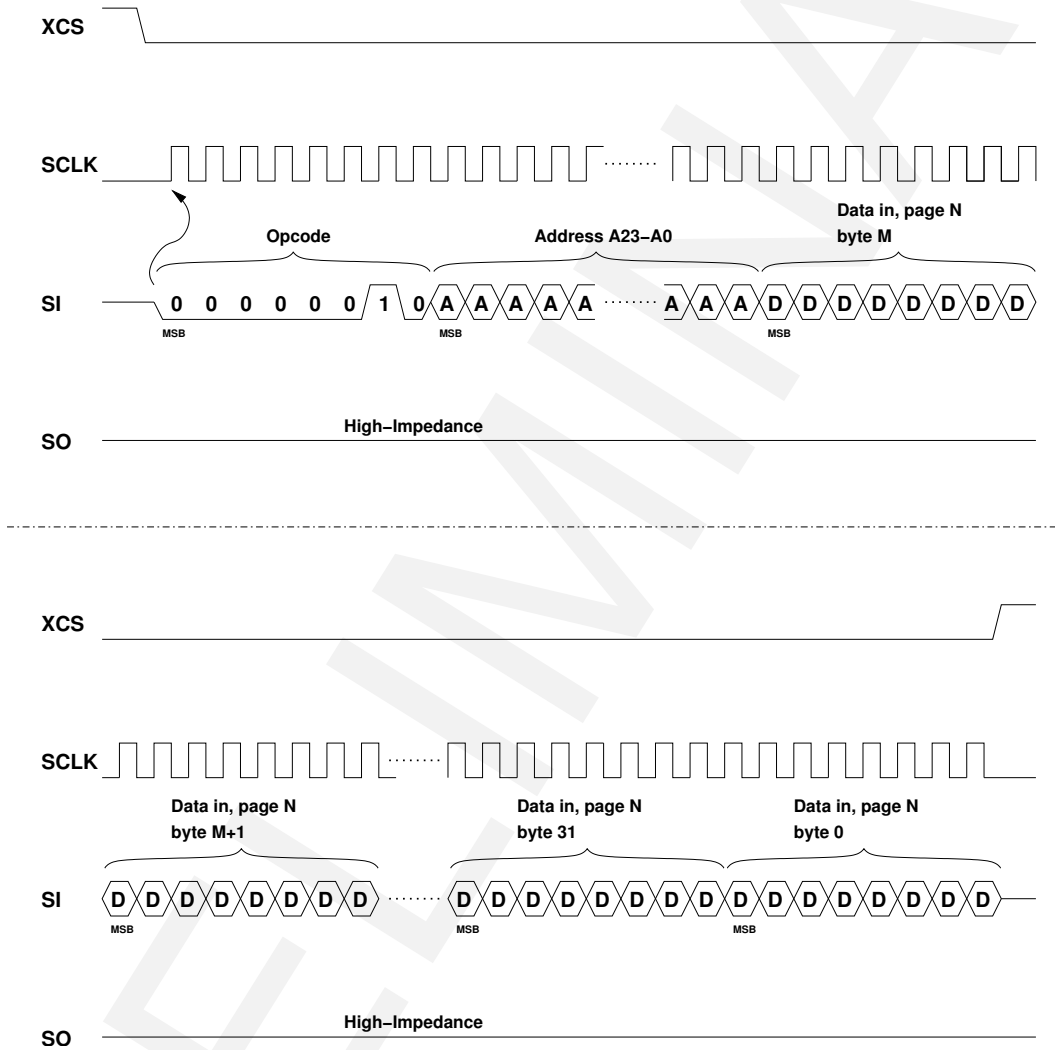 XCS
SCLK
Data in, page N
Opcode Address A23−A0 byte M
SI 0 0 0 0 0 0 1 0 A A A A A ........ A A A D D D D D D D D
MSB MSB MSB
High−Impedance
SO
XCS
SCLK
Data in, page N Data in, page N Data in, page N
byte M+1 byte 31 byte 0
SI D D D D D D D D ........ D D D D D D D D D D D D D D D D
MSB MSB MSB
High−Impedance
SO